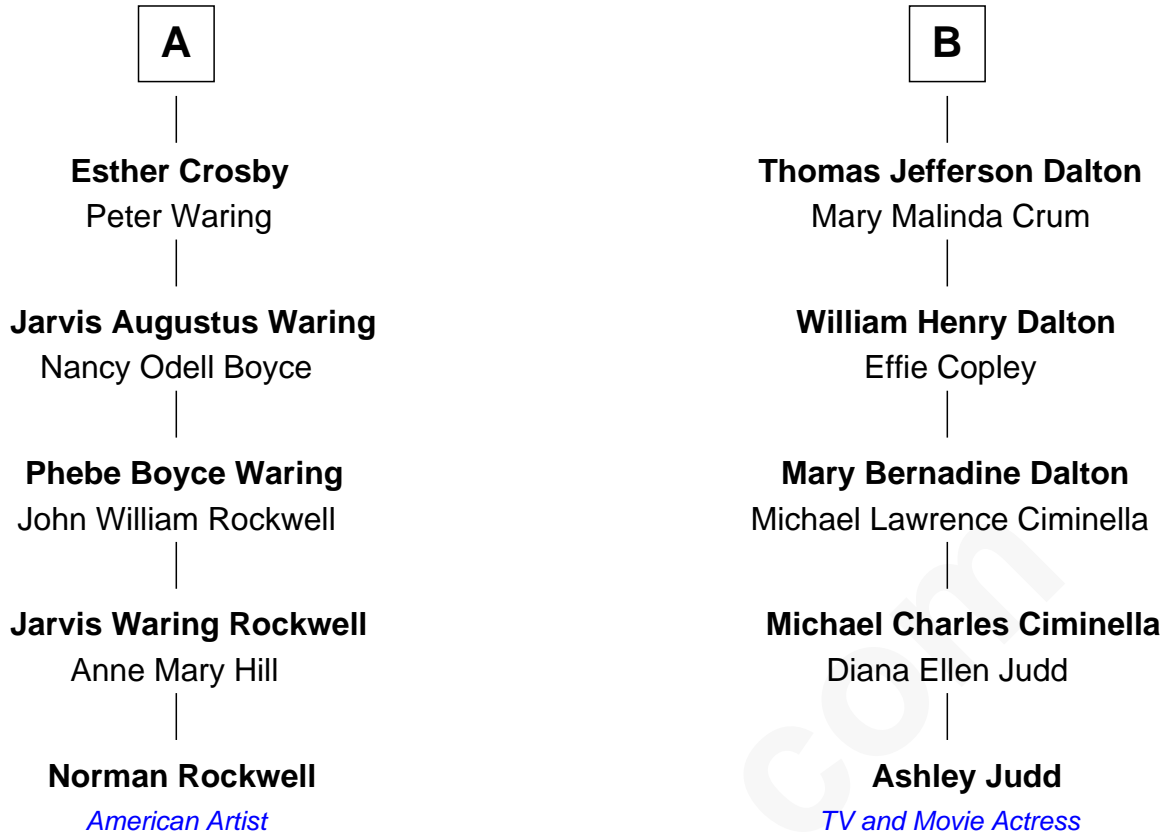 A
Esther Crosby
Peter Waring
Jarvis Augustus Waring
Nancy Odell Boyce
Phebe Boyce Waring
John William Rockwell
Jarvis Waring Rockwell
Anne Mary Hill
Norman Rockwell
American Artist
B
Thomas Jefferson Dalton
Mary Malinda Crum
William Henry Dalton
Effie Copley
Mary Bernadine Dalton
Michael Lawrence Ciminella
Michael Charles Ciminella
Diana Ellen Judd
Ashley Judd
TV and Movie Actress
com